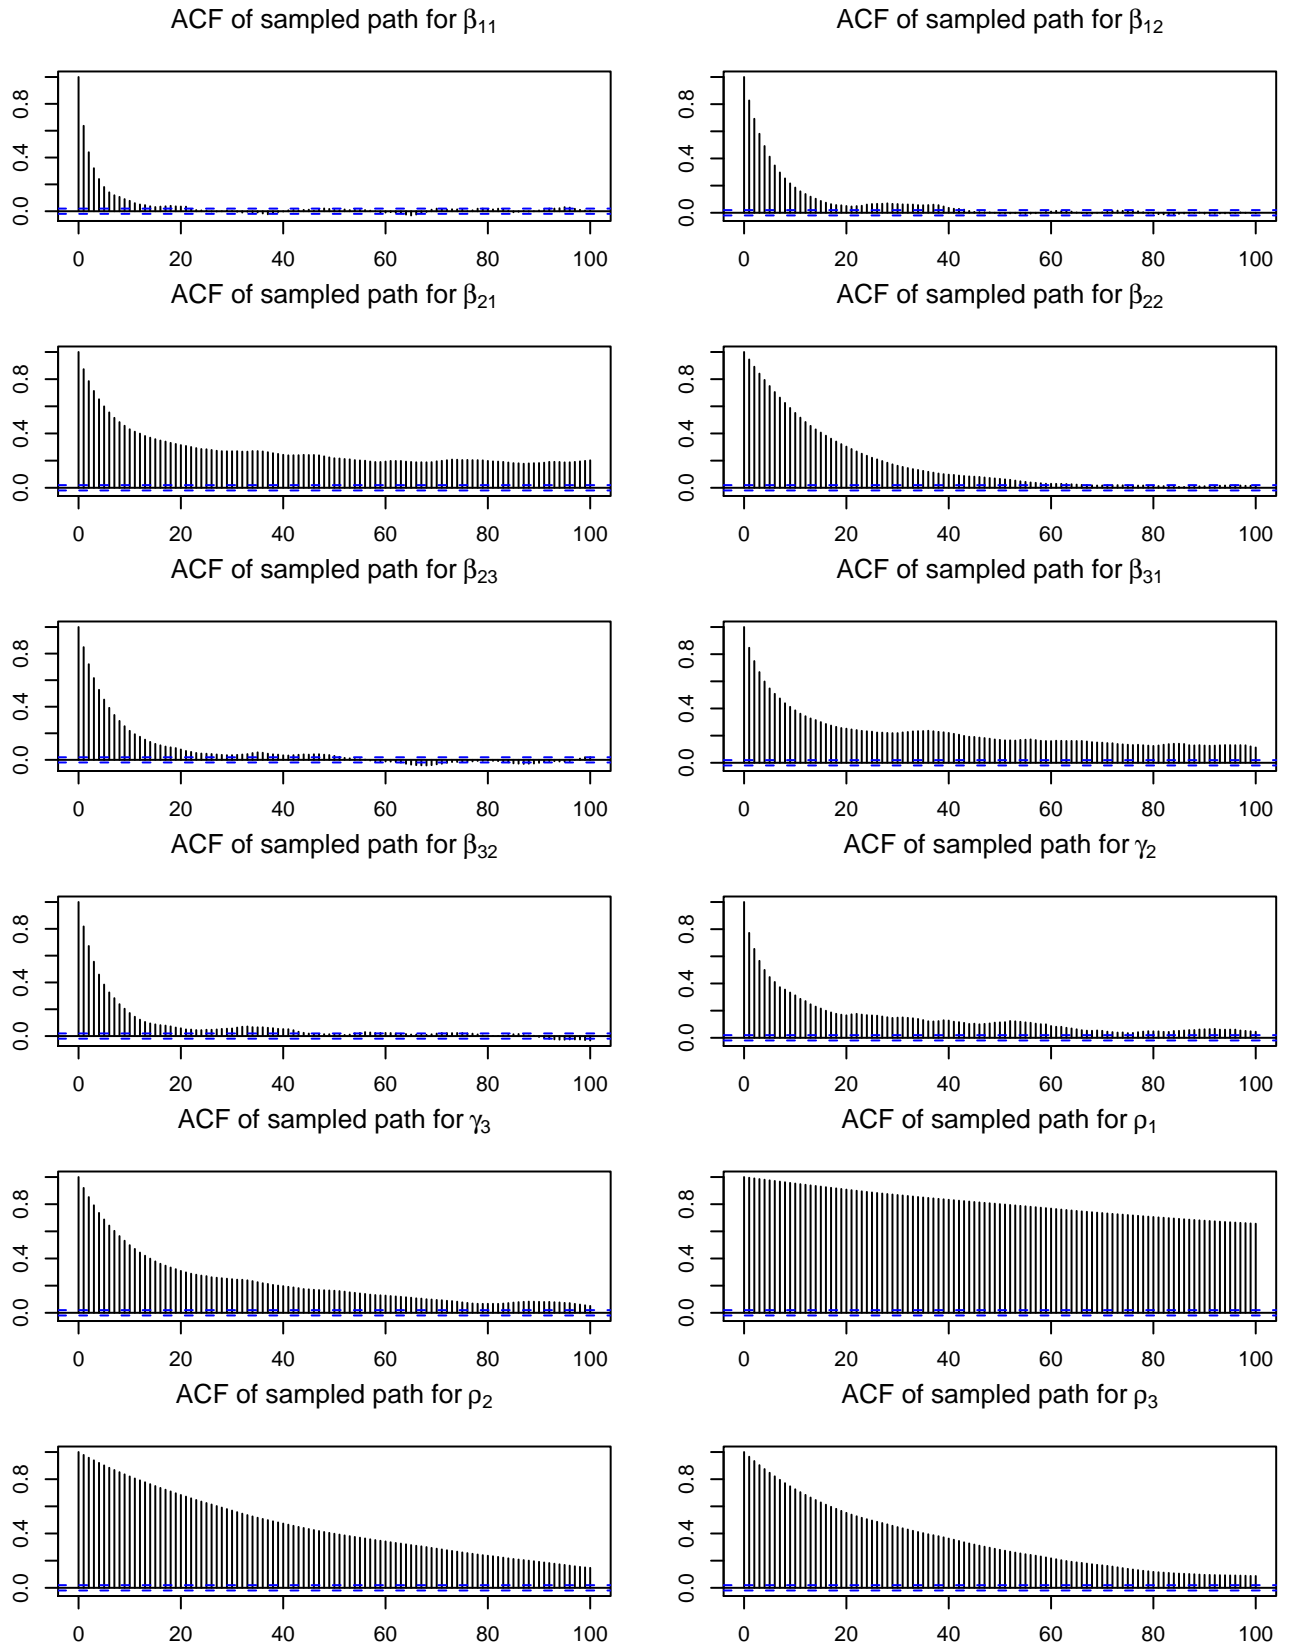 ACF of sampled path for β11
ACF of sampled path for β12
0.0 0.4 0.8
0 20 40 60 80 100
0.0 0.4 0.8
0 20 40 60 80 100
ACF of sampled path for β21
ACF of sampled path for β22
0.0 0.4 0.8
0 20 40 60 80 100
0.0 0.4 0.8
0 20 40 60 80 100
ACF of sampled path for β23
ACF of sampled path for β31
0.0 0.4 0.8
0 20 40 60 80 100
0.0 0.4 0.8
0 20 40 60 80 100
ACF of sampled path for β32
ACF of sampled path for γ2
0.0 0.4 0.8
0 20 40 60 80 100
0.0 0.4 0.8
0 20 40 60 80 100
ACF of sampled path for γ3
ACF of sampled path for ρ1
0.0 0.4 0.8
0 20 40 60 80 100
0.0 0.4 0.8
0 20 40 60 80 100
ACF of sampled path for ρ2
ACF of sampled path for ρ3
0.0 0.4 0.8
0 20 40 60 80 100
0.0 0.4 0.8
0 20 40 60 80 100